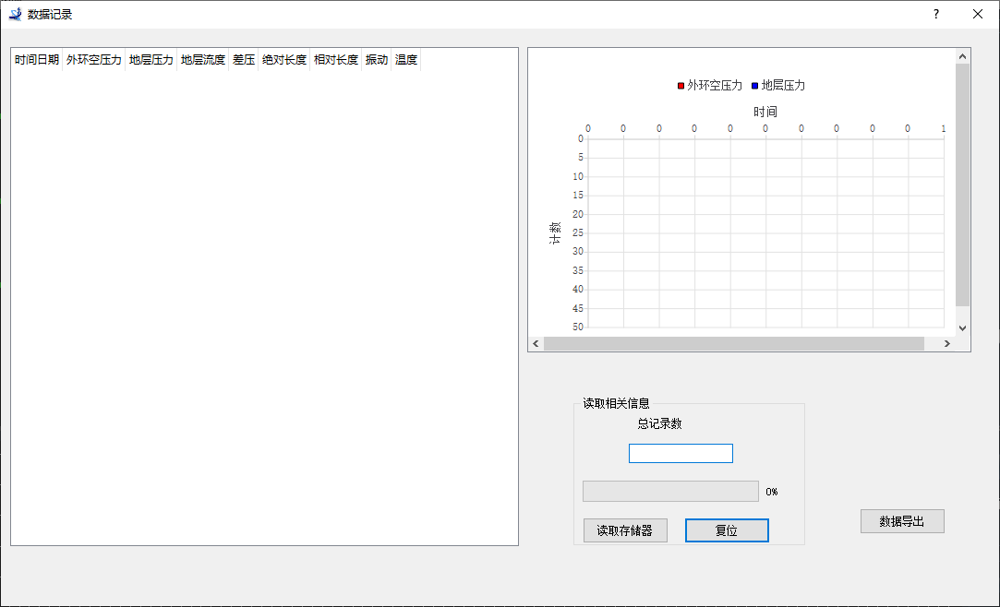 数据记录
?
时间日期 外环空压力 地层压力 地层流度 差压 绝对长度 相对长度 振动 温度
外环空压力 地层压力
时间
0 0 0 0 0 0 0 0 0 0 1
0
5
10
15
20
25
30
35
40
45
50
计数
读取相关信息
总记录数
0%
读取存储器 复位
数据导出